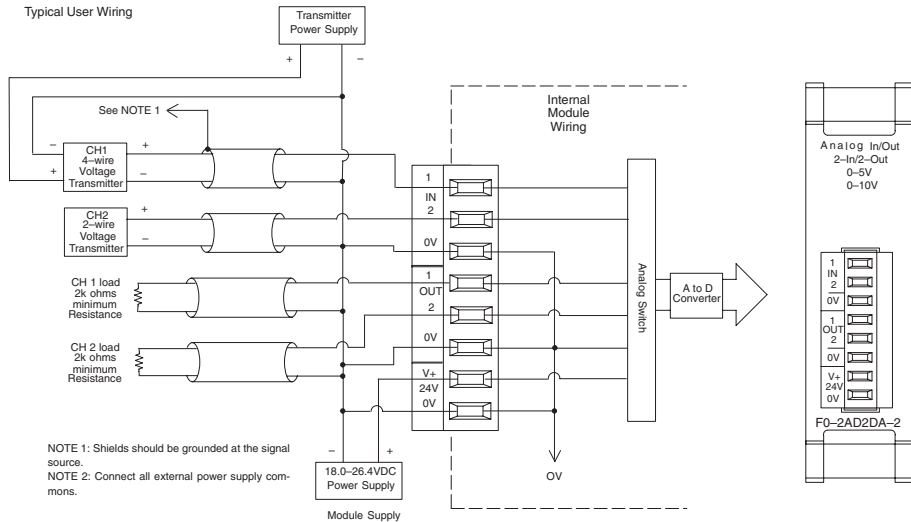 Typical User Wiring
Transmitter
Power Supply
+
–
See NOTE 1
–
+
CH1
4–wire
Voltage
Transmitter
+
–
CH2
2–wire
Voltage
Transmitter
+
–
CH 1 load
2k ohms
minimum
Resistance
CH 2 load
2k ohms
minimum
Resistance
NOTE 1: Shields should be grounded at the signal
source.
NOTE 2: Connect all external power supply com-
mons.
–
+
18.0–26.4VDC
Power Supply
Module Supply
1
IN
2
0V
1
OUT
2
0V
V+
24V
0V
Internal
Module
Wiring
Analog Switch
A to D
Converter
OV
Analog In/Out
2–In/2–Out
0–5V
0–10V
1
IN
2
0V
1
OUT
2
0V
V+
24V
0V
F0–2AD2DA–2